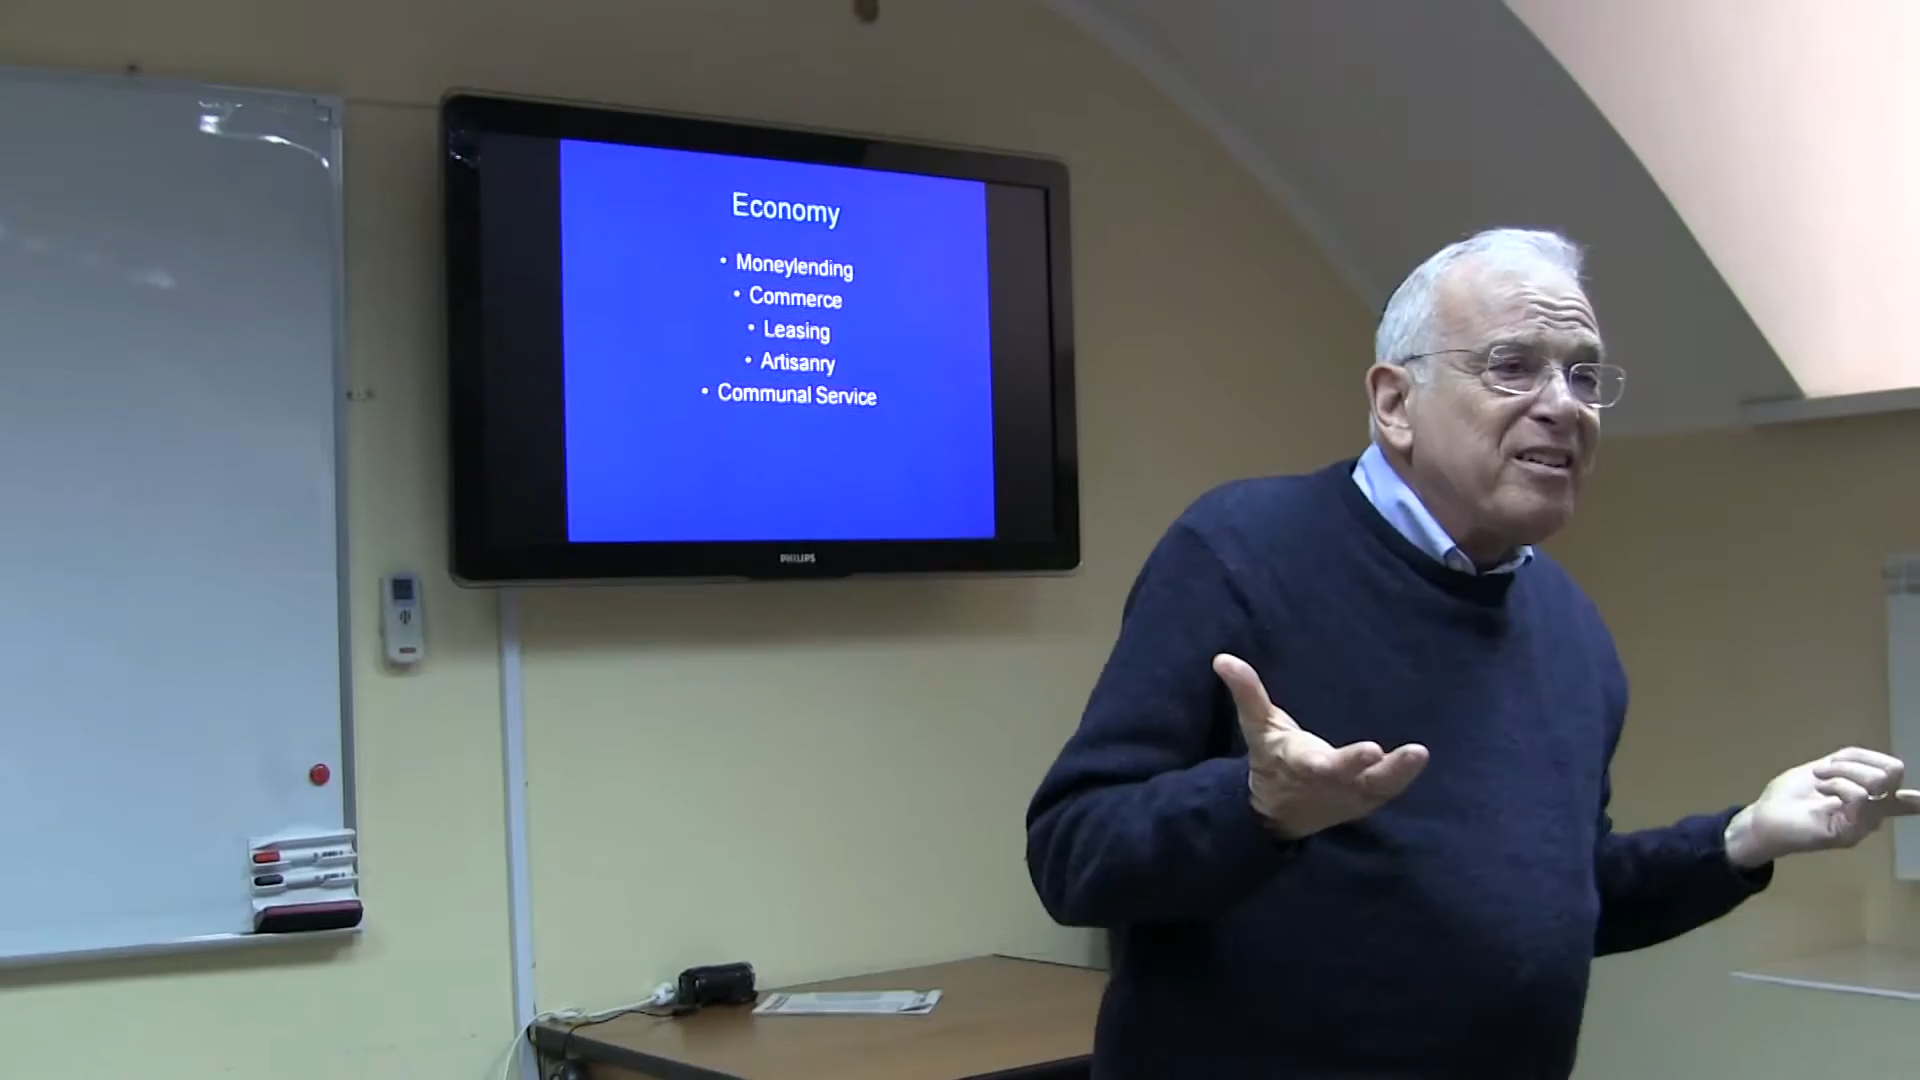 Economy
• Moneylending
• Commerce
• Leasing
• Artisanry
• Communal Service
PHILIPS